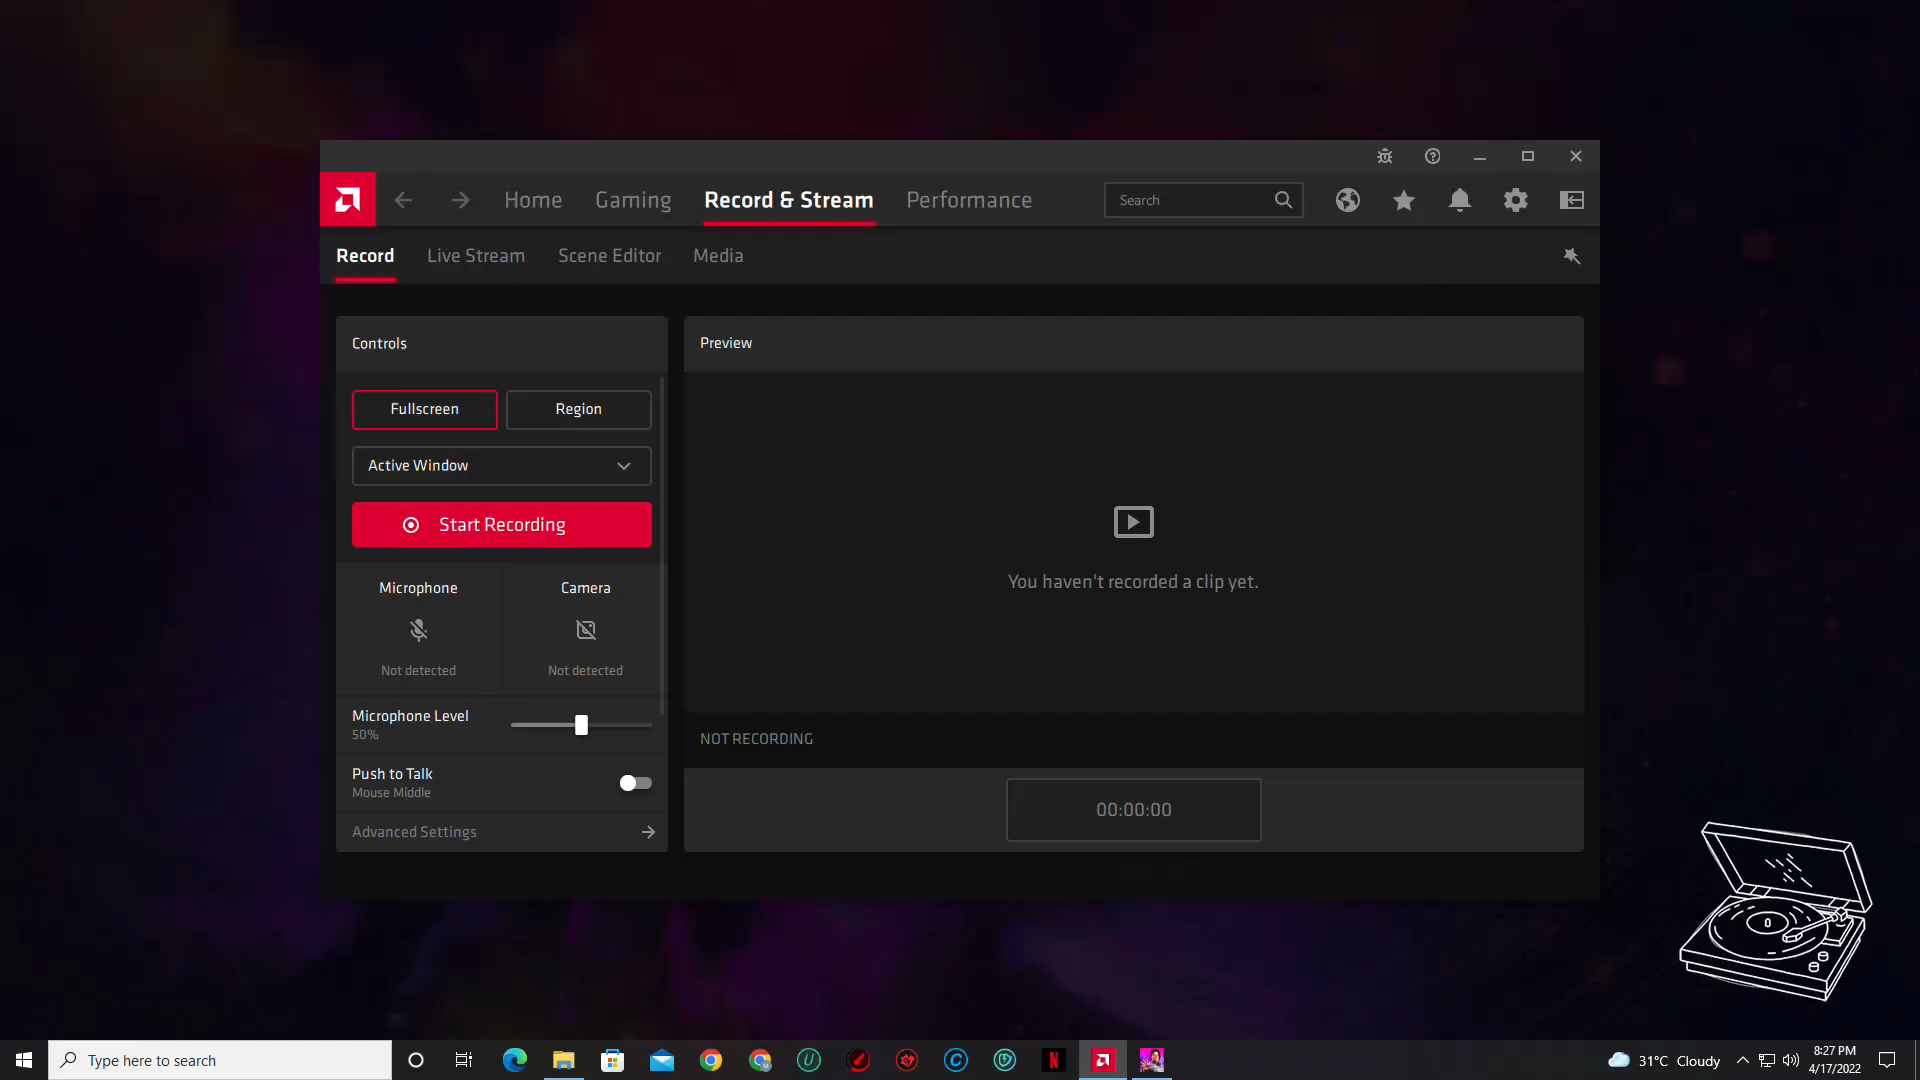 Home
Gaming
Record & Stream
Performance
Search
Record
Live Stream
Scene Editor
Media
Controls
Fullscreen
Region
Active Window
Start Recording
Microphone
Camera
Not detected
Not detected
Microphone Level
50%
Push to Talk
Mouse Middle
Advanced Settings
Preview
You haven't recorded a clip yet.
NOT RECORDING
00:00:00
Type here to search
31°C Cloudy
8:27 PM
4/17/2022